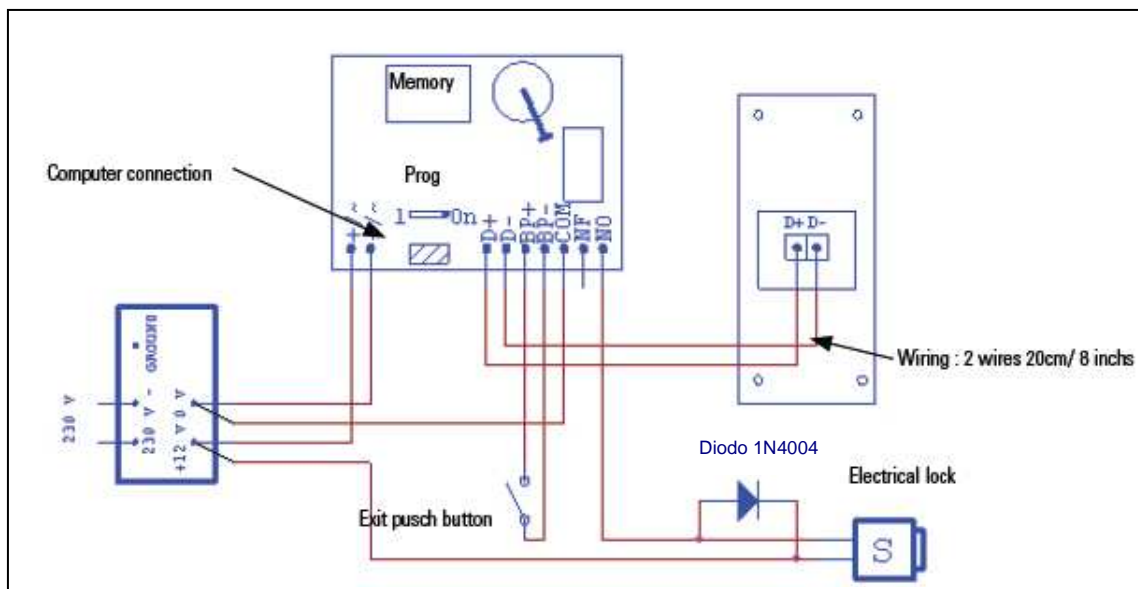 Memory
Computer connection
Prog
1 On
+ ~
- ~
D+
D-
BP+
BP-
COM
NF
NO
D+ D-
Wiring : 2 wires 20cm/ 8 inchs
GROUND
230 V
230 V -
0 V
+12 V
Diodo 1N4004
Electrical lock
Exit pusch button
S